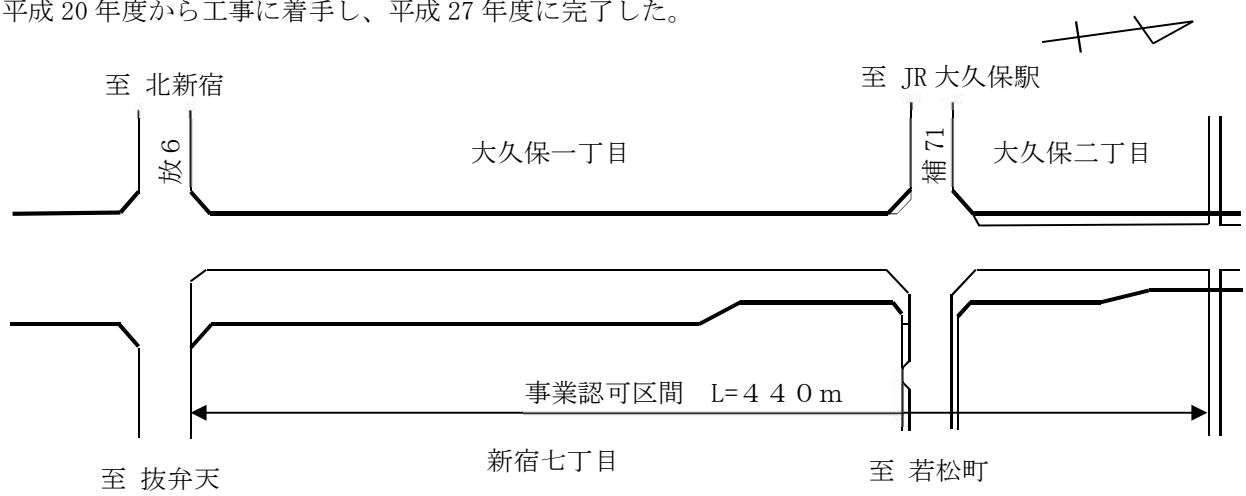 平成 20 年度から工事に着手し、平成 27 年度に完了した。
至 北新宿
至 JR 大久保駅
放６
大久保一丁目
補 71
大久保二丁目
事業認可区間　L=４４０ｍ
至 抜弁天
新宿七丁目
至 若松町